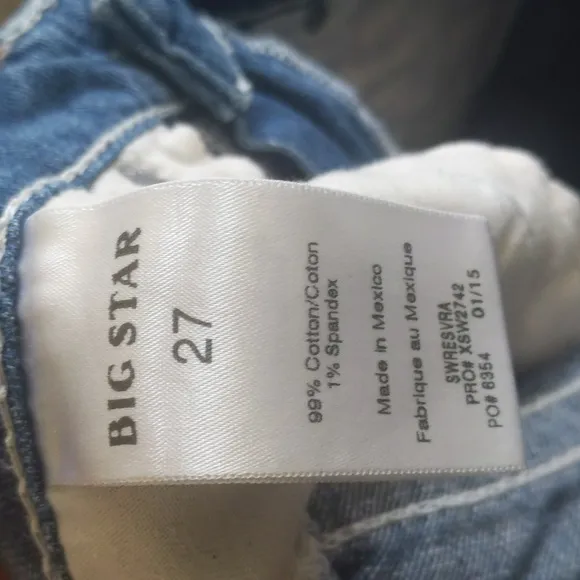 BIG STAR
27
99% Cotton/Coton
1% Spandex
Made in Mexico
Fabrique au Mexique
SWRESVRA
PRO# XSW2742
PO# 6354 01/15